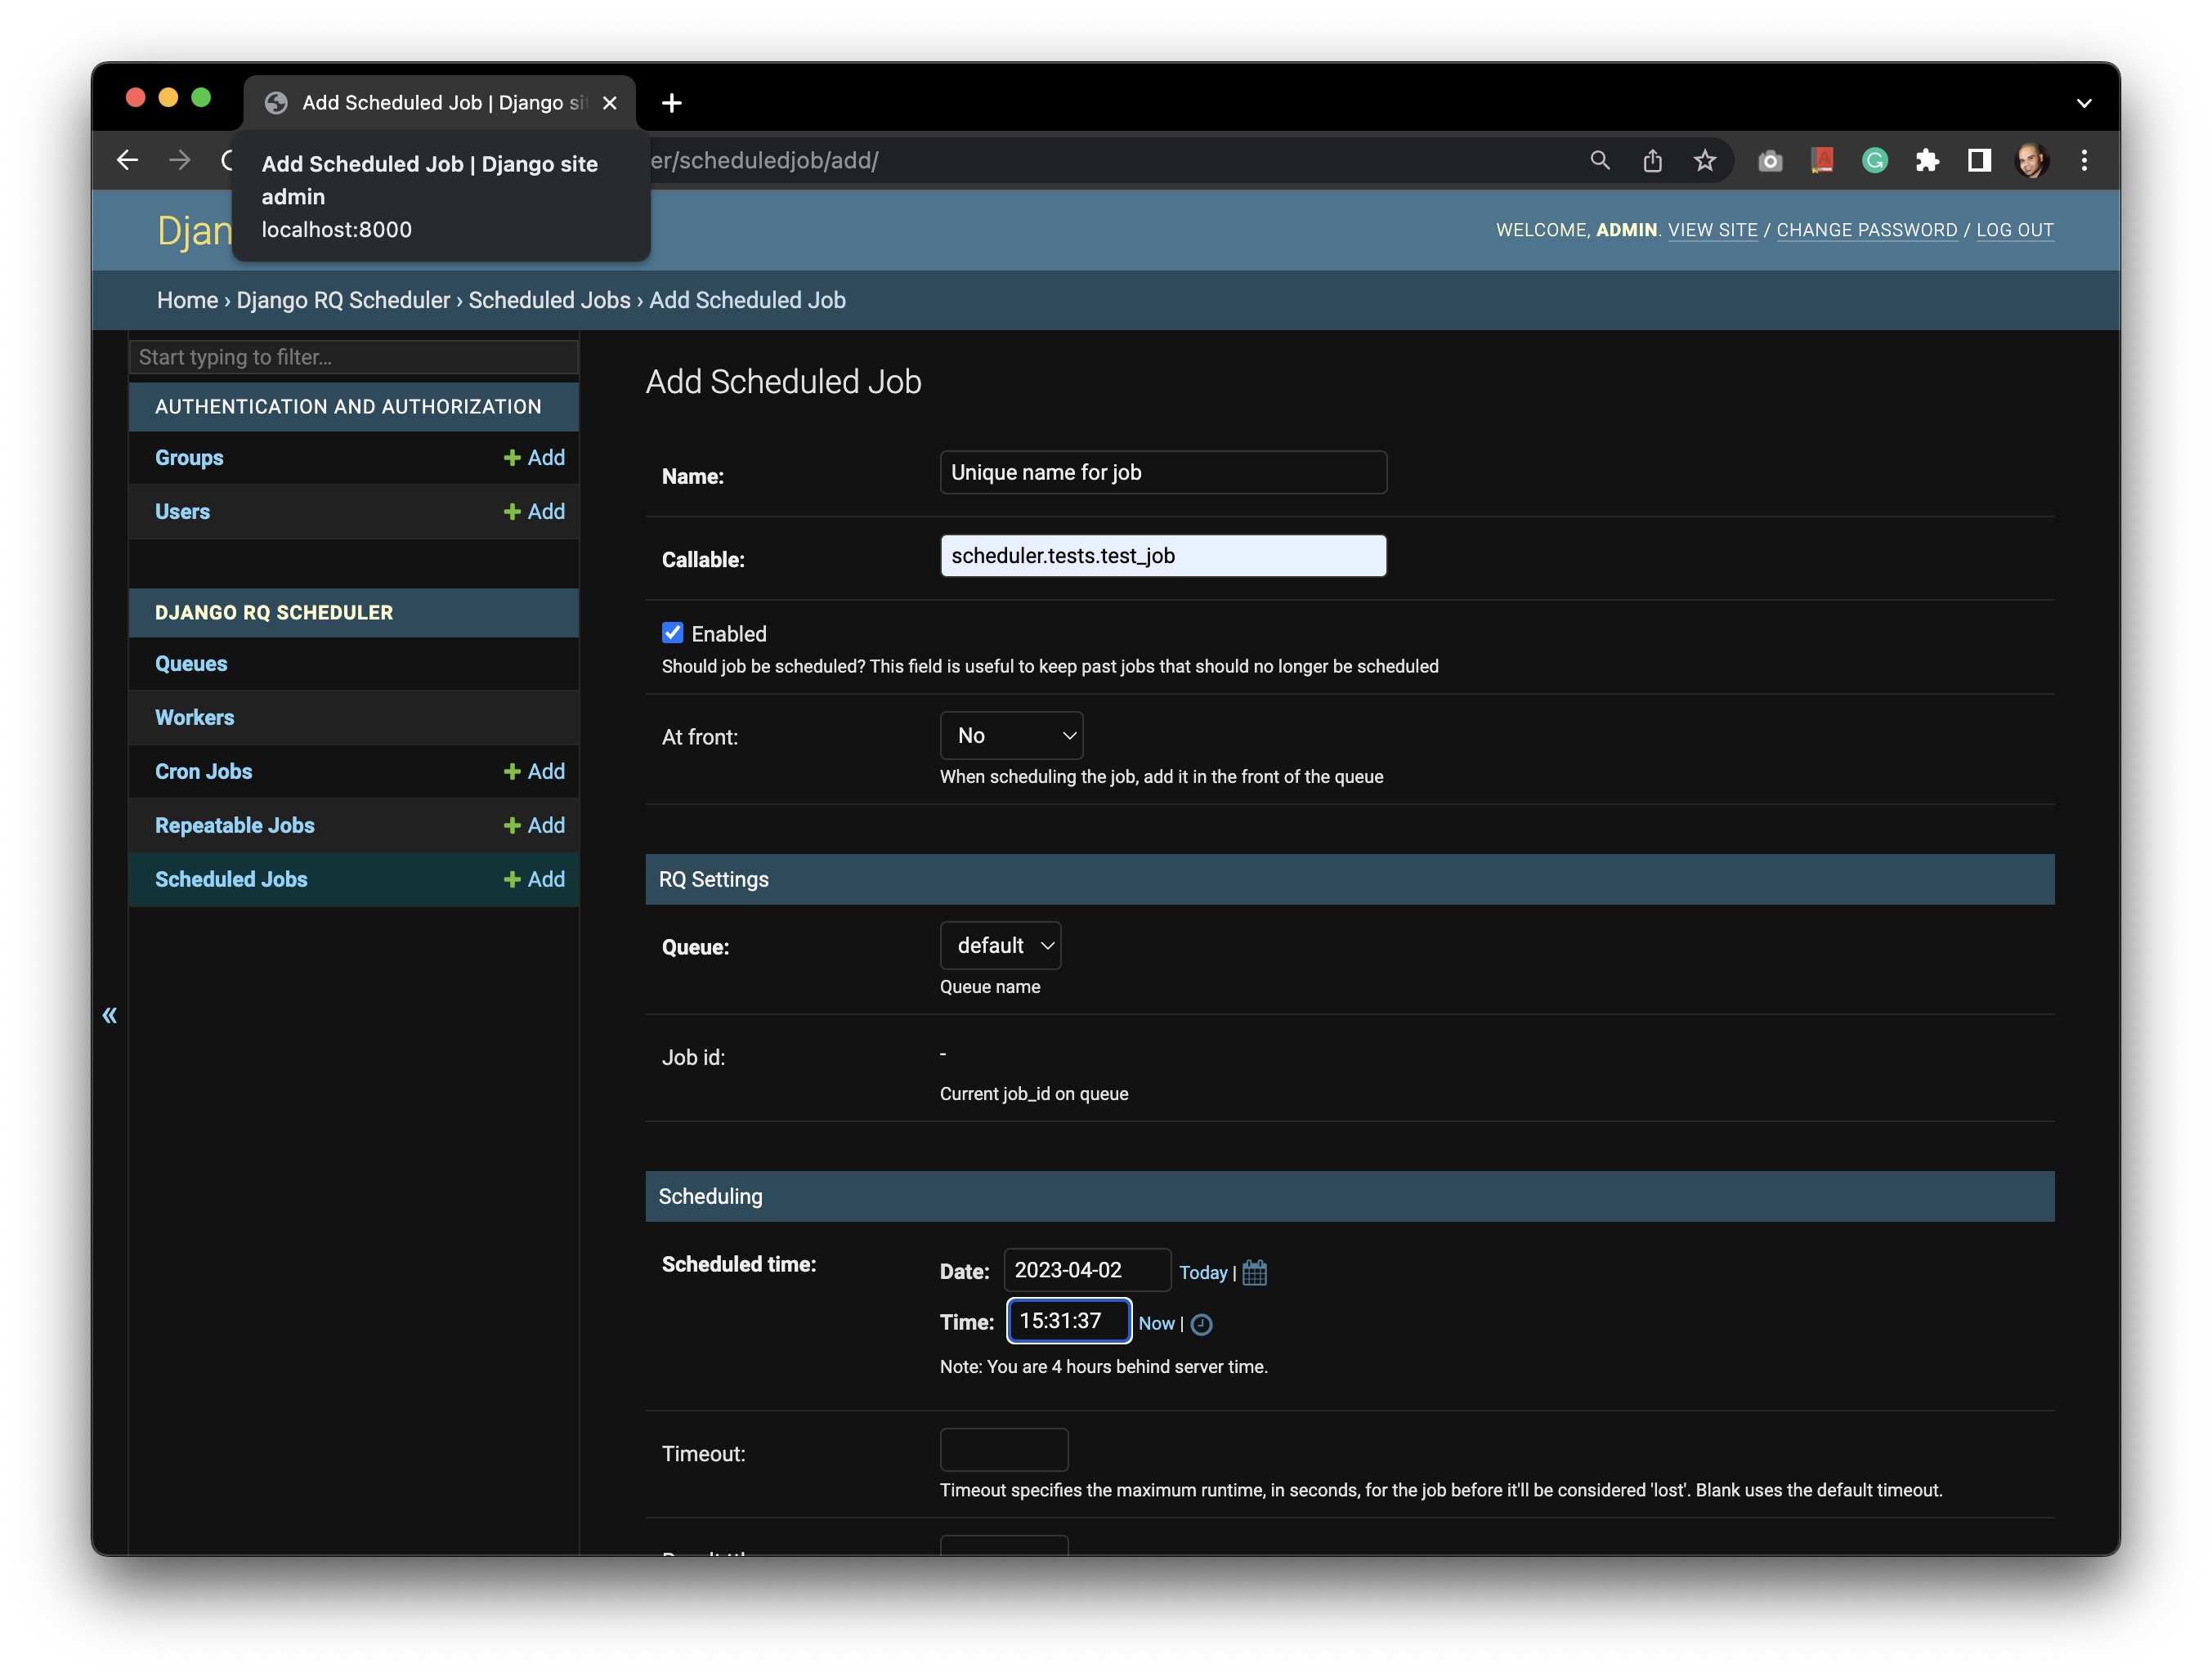 Add Scheduled Job | Django si
Add Scheduled Job | Django site
admin
localhost:8000
er/scheduledjob/add/
Djan
WELCOME, ADMIN. VIEW SITE / CHANGE PASSWORD / LOG OUT
Home › Django RQ Scheduler › Scheduled Jobs › Add Scheduled Job
Start typing to filter...
AUTHENTICATION AND AUTHORIZATION
Groups + Add
Users + Add
DJANGO RQ SCHEDULER
Queues
Workers
Cron Jobs + Add
Repeatable Jobs + Add
Scheduled Jobs + Add
«
Add Scheduled Job
Name: Unique name for job
Callable: scheduler.tests.test_job
Enabled
Should job be scheduled? This field is useful to keep past jobs that should no longer be scheduled
At front: No
When scheduling the job, add it in the front of the queue
RQ Settings
Queue: default
Queue name
Job id: -
Current job_id on queue
Scheduling
Scheduled time: Date: 2023-04-02 Today |
Time: 15:31:37 Now |
Note: You are 4 hours behind server time.
Timeout:
Timeout specifies the maximum runtime, in seconds, for the job before it'll be considered 'lost'. Blank uses the default timeout.